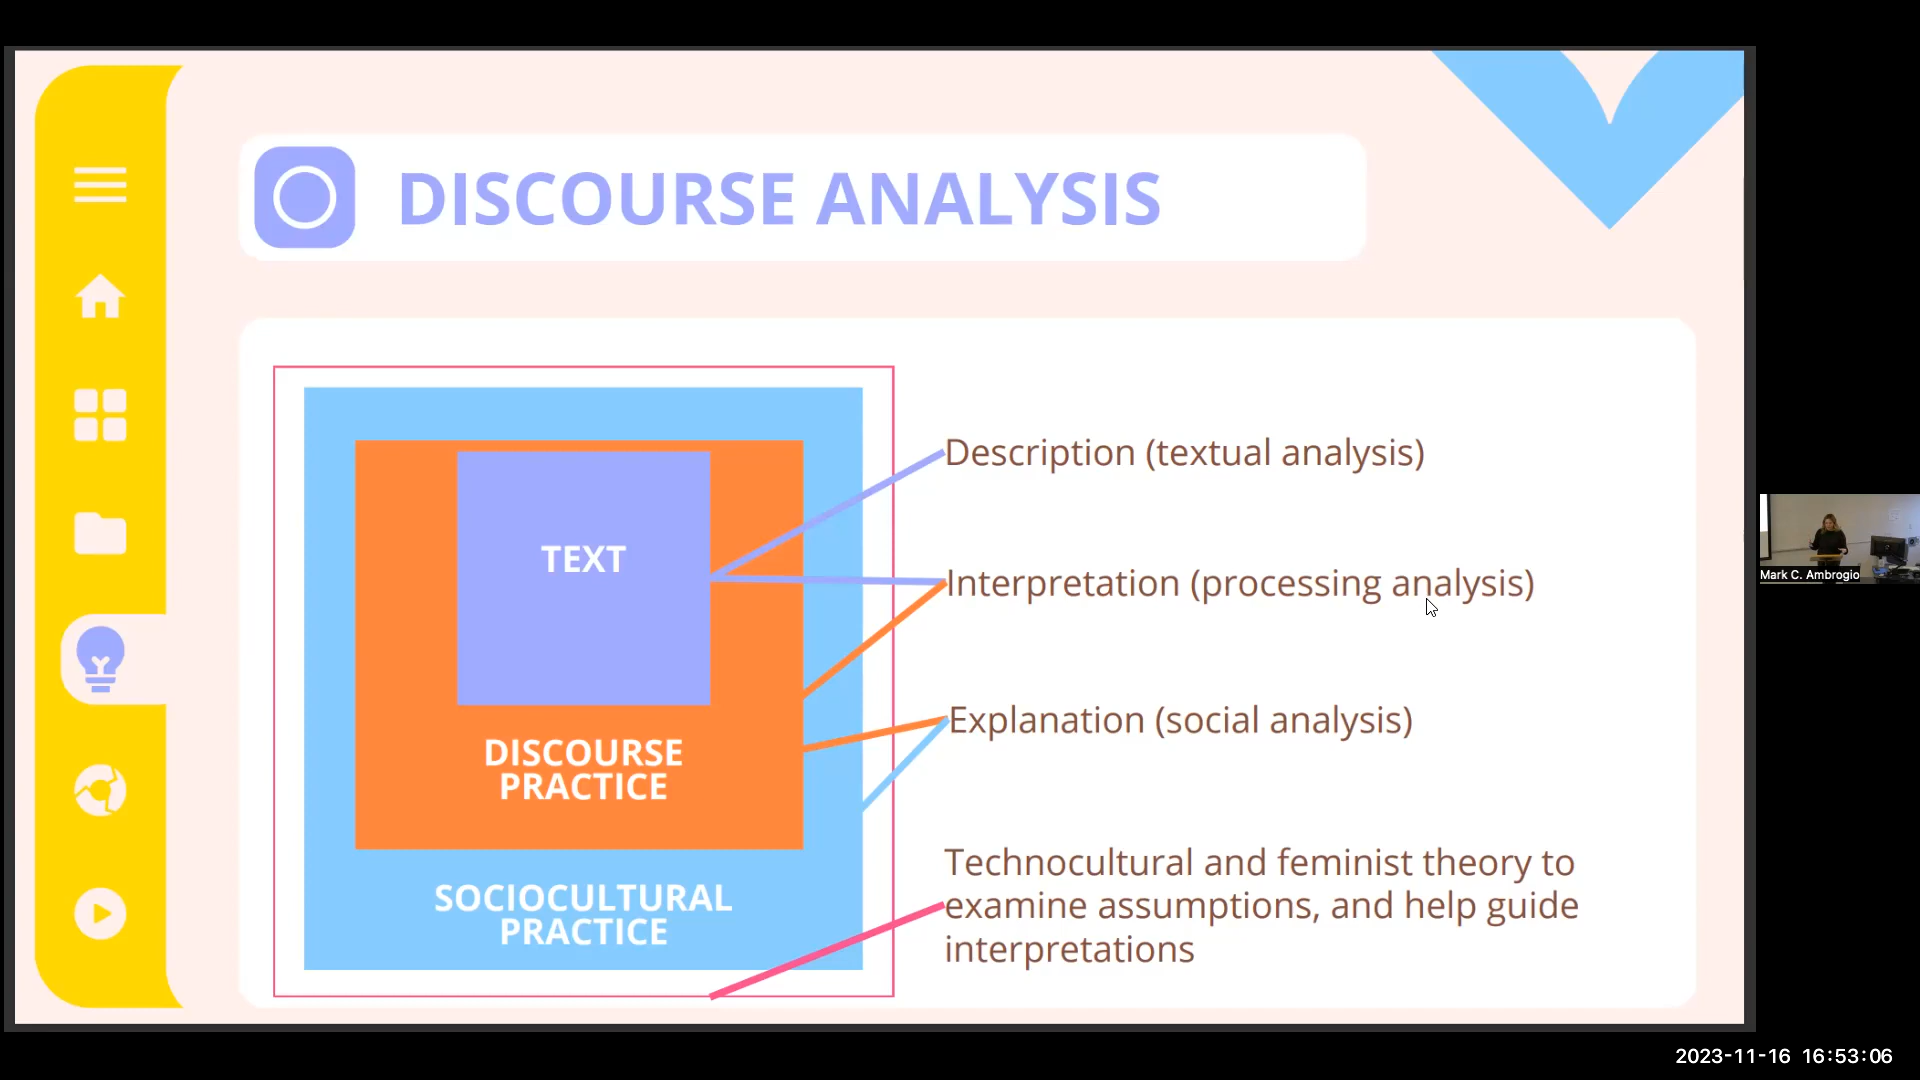 DISCOURSE ANALYSIS
TEXT
DISCOURSE
PRACTICE
SOCIOCULTURAL
PRACTICE
Description (textual analysis)
Interpretation (processing analysis)
Explanation (social analysis)
Technocultural and feminist theory to
examine assumptions, and help guide
interpretations
Mark C. Ambrogio
2023-11-16 16:53:06